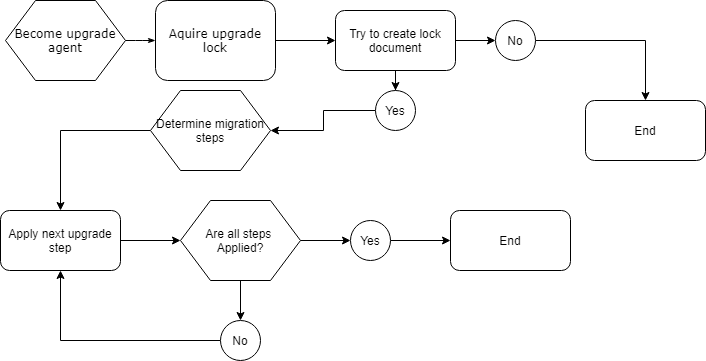 Become upgrade
agent
Aquire upgrade
lock
Try to create lock
document
No
Yes
End
Determine migration
steps
Apply next upgrade
step
Are all steps
Applied?
Yes
End
No